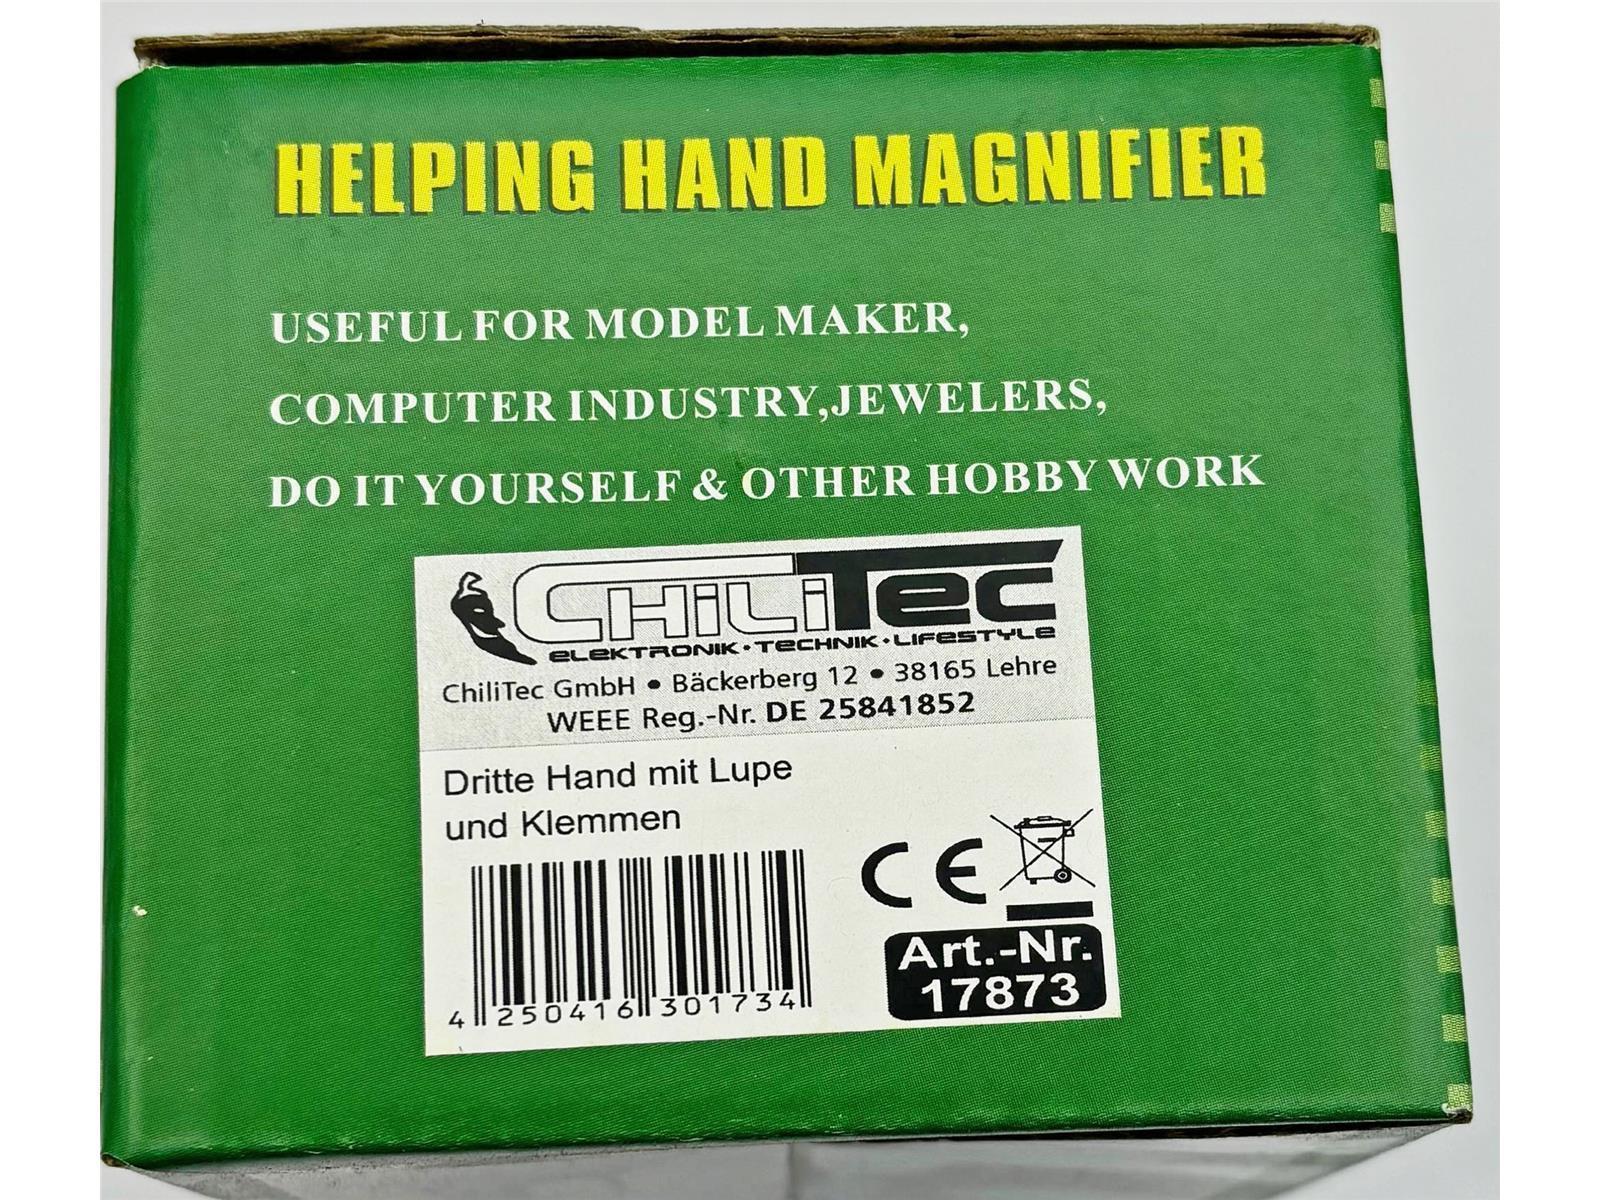 HELPING HAND MAGNIFIER
USEFUL FOR MODEL MAKER,
COMPUTER INDUSTRY,JEWELERS,
DO IT YOURSELF & OTHER HOBBY WORK
CHiLiTec
eLeKTRONIK·TeCHNIK·LIFeSTYLe
ChiliTec GmbH • Bäckerberg 12 • 38165 Lehre
WEEE Reg.-Nr. DE 25841852
Dritte Hand mit Lupe
und Klemmen
CE
Art.-Nr.
17873
4 250416 301734